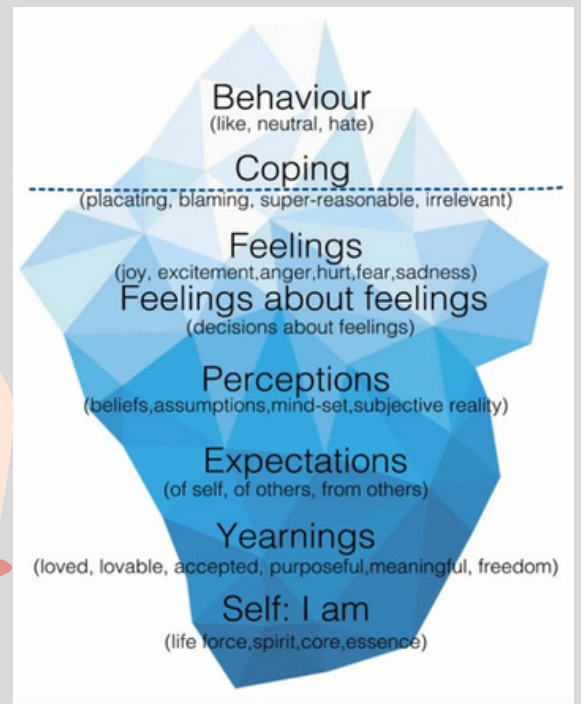 Behaviour
(like, neutral, hate)
Coping
(placating, blaming, super-reasonable, irrelevant)
Feelings
(joy, excitement,anger,hurt,fear,sadness)
Feelings about feelings
(decisions about feelings)
Perceptions
(beliefs,assumptions,mind-set,subjective reality)
Expectations
(of self, of others, from others)
Yearnings
(loved, lovable, accepted, purposeful,meaningful, freedom)
Self: I am
(life force,spirit,core,essence)